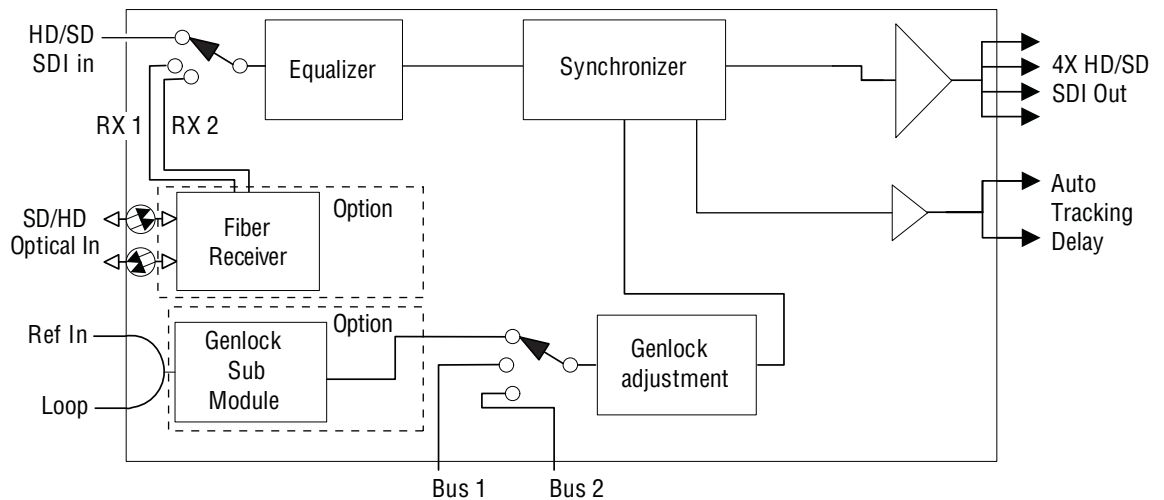 HD/SD
SDI in
Equalizer
Synchronizer
4X HD/SD
SDI Out
RX 1
RX 2
Option
SD/HD
Optical In
Fiber
Receiver
Auto
Tracking
Delay
Option
Ref In
Loop
Genlock
Sub
Module
Genlock
adjustment
Bus 1
Bus 2